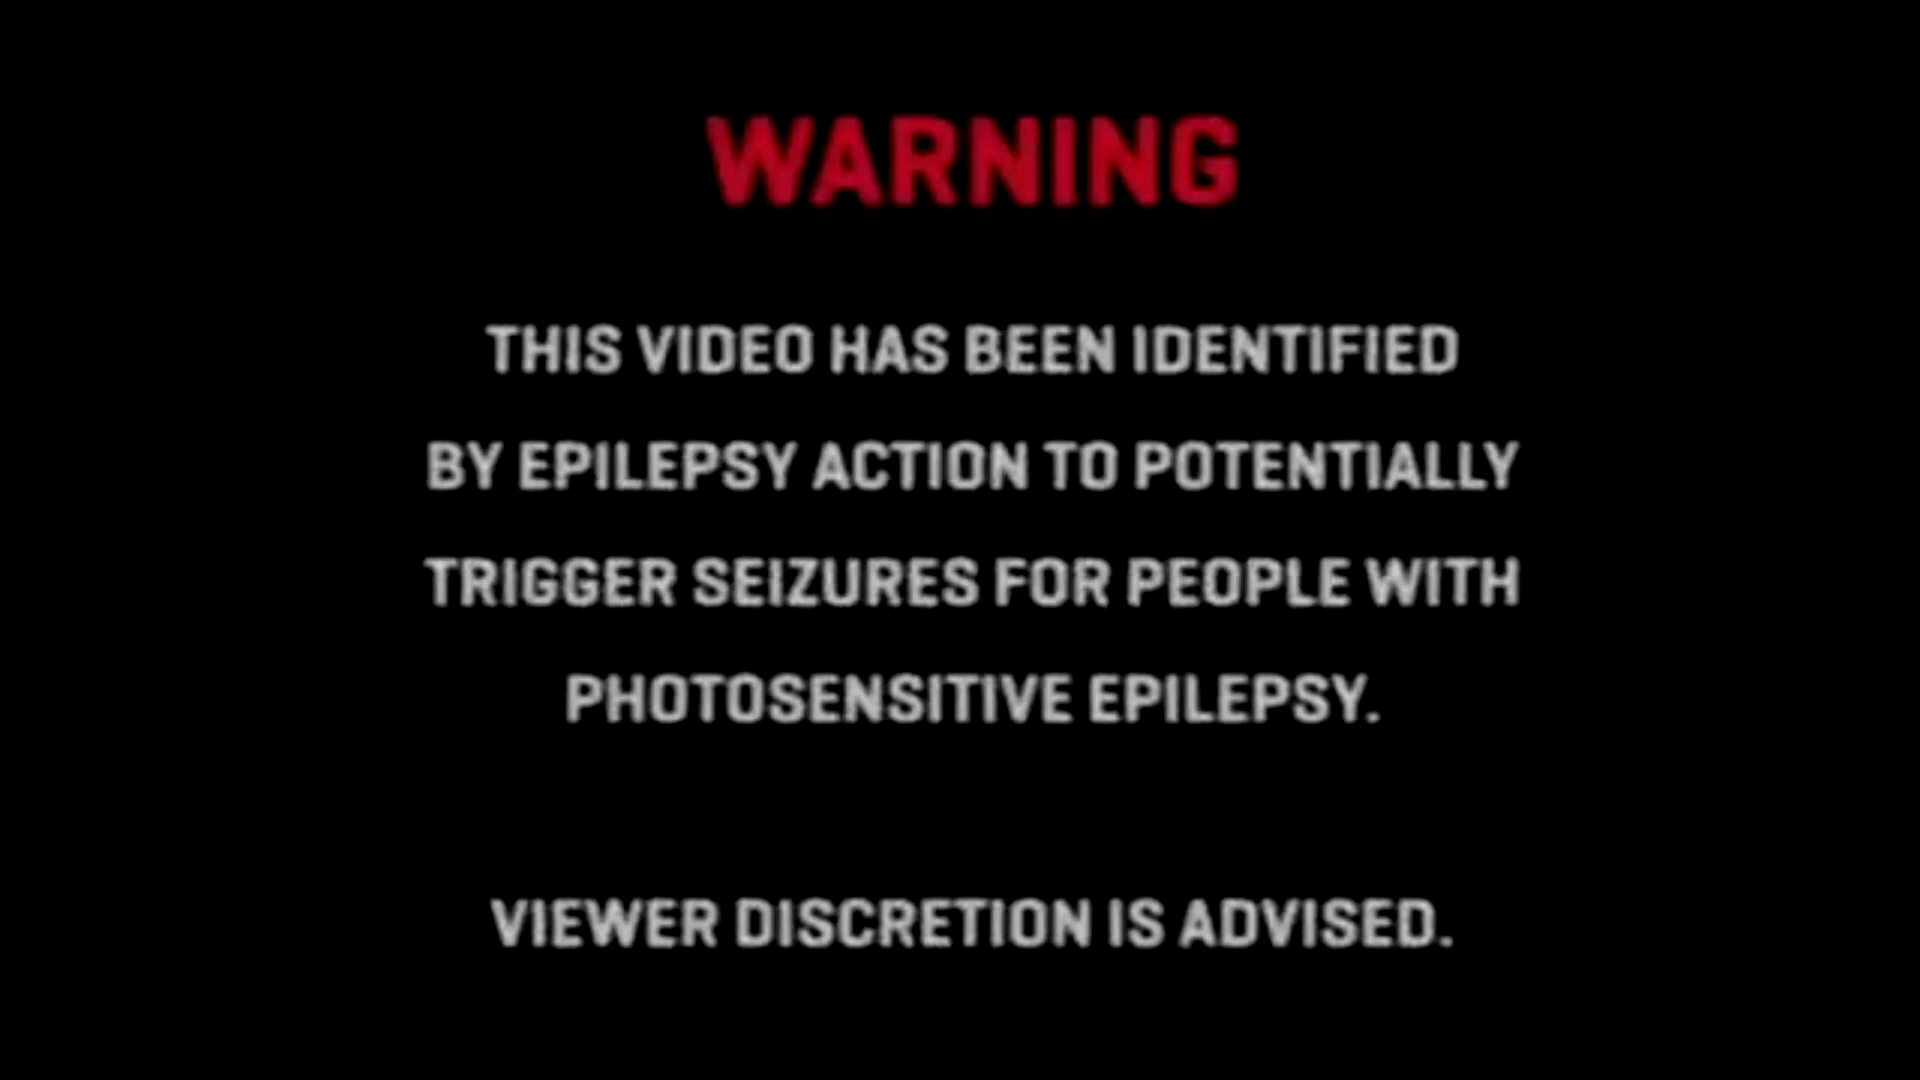 WARNING
THIS VIDEO HAS BEEN IDENTIFIED
BY EPILEPSY ACTION TO POTENTIALLY
TRIGGER SEIZURES FOR PEOPLE WITH
PHOTOSENSITIVE EPILEPSY.
VIEWER DISCRETION IS ADVISED.